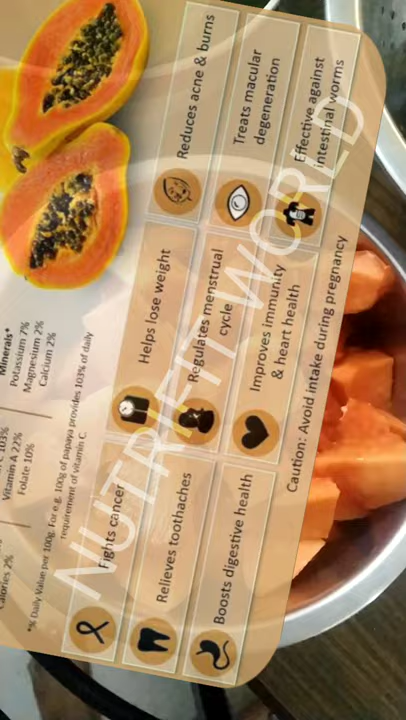 Calories 2%
C 103%
Vitamin A 22%
Folate 10%
Minerals*
Potassium 7%
Magnesium 2%
Calcium 2%
*% Daily Value per 100g. For e.g. 100g of papaya provides 103% of daily
requirement of vitamin C.
Fights cancer
Helps lose weight
Reduces acne & burns
Relieves toothaches
Regulates menstrual
cycle
Treats macular
degeneration
Boosts digestive health
Improves immunity
& heart health
Effective against
intestinal worms
Caution: Avoid intake during pregnancy
NUTRIFIT WORLD